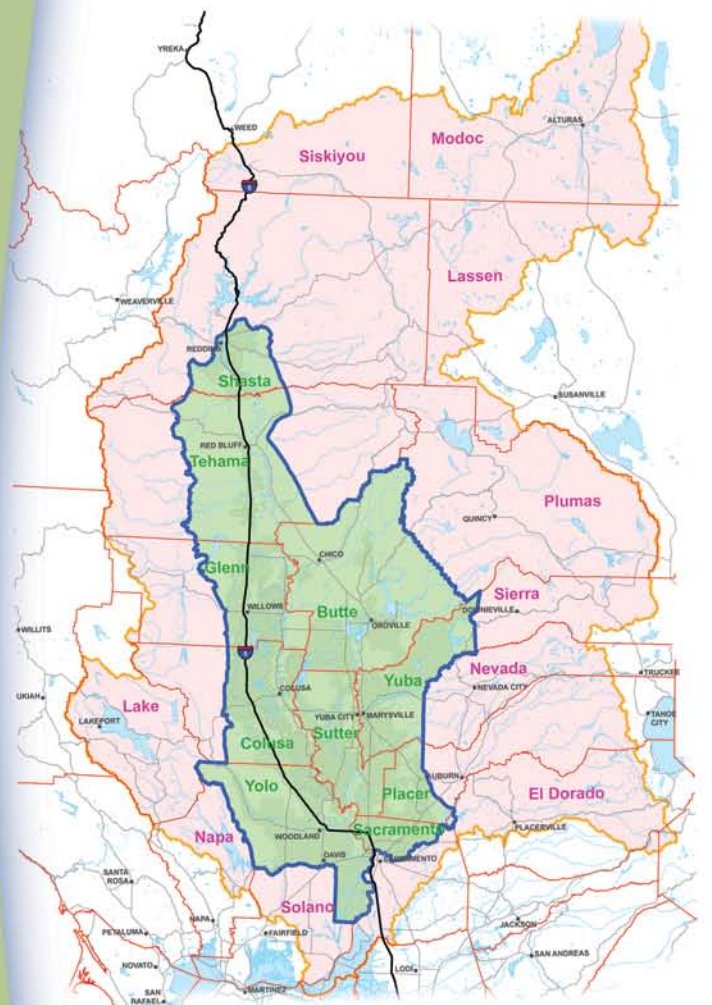 YREKA
WEED
ALTURAS
Modoc
Siskiyou
5
Lassen
WEAVERVILLE
REDDING
Shasta
SUSANVILLE
RED BLUFF
Tehama
Plumas
QUINCY
CHICO
Glenn
Sierra
WILLOWS
Butte
DOWNIEVILLE
OROVILLE
WILLITS
5
Nevada
TRUCKEE
Yuba
NEVADA CITY
COLUSA
UKIAH
Lake
LAKEPORT
YUBA CITY
MARYSVILLE
TAHOE
CITY
Sutter
Colusa
AUBURN
Yolo
Placer
El Dorado
Sacramento
PLACERVILLE
WOODLAND
Napa
DAVIS
SACRAMENTO
SANTA
ROSA
Solano
NAPA
JACKSON
PETALUMA
FAIRFIELD
SAN ANDREAS
NOVATO
LODI
MARTINEZ
SAN
RAFAEL